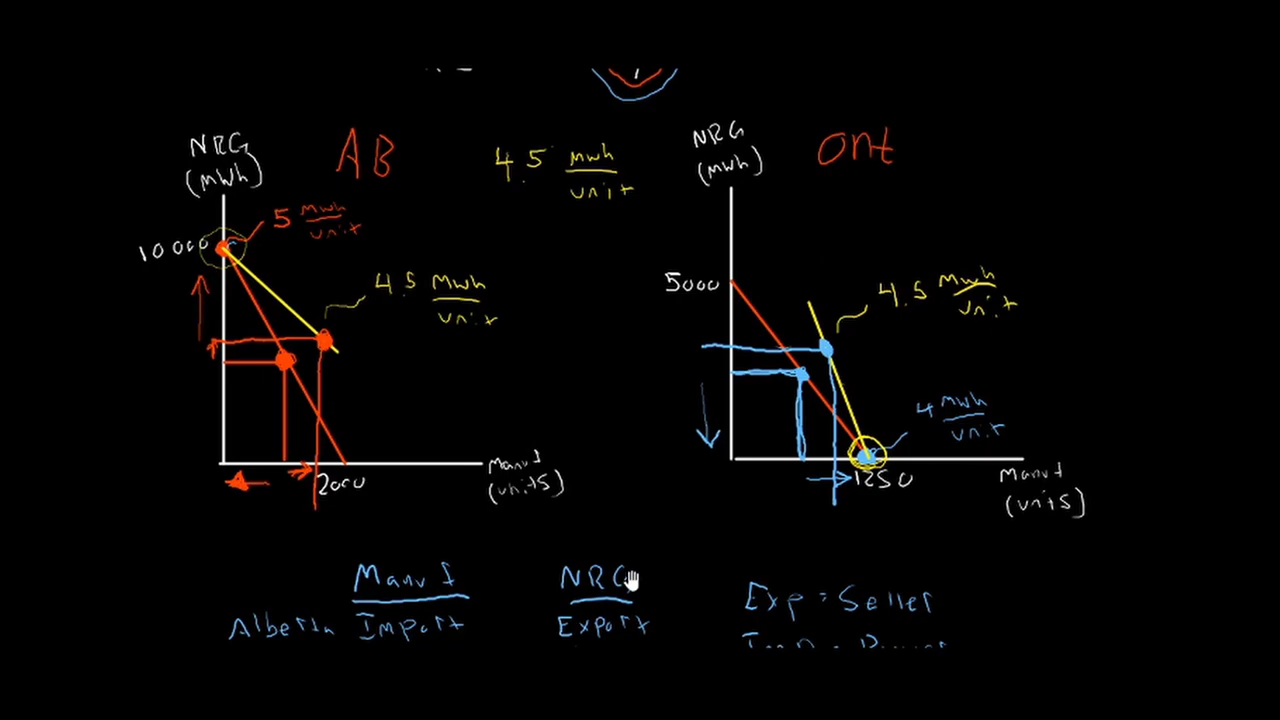 NRG
(MWh)
AB
10 000
5 Mwh
unit
4.5 Mwh
unit
2000
Manuf
(units)
4.5 Mwh
unit
NRG
(MWh)
Ont
5000
4.5 Mwh
unit
4 Mwh
unit
1250
Manuf
(units)
Manuf NRG
Alberta Import Export
Exp = Seller